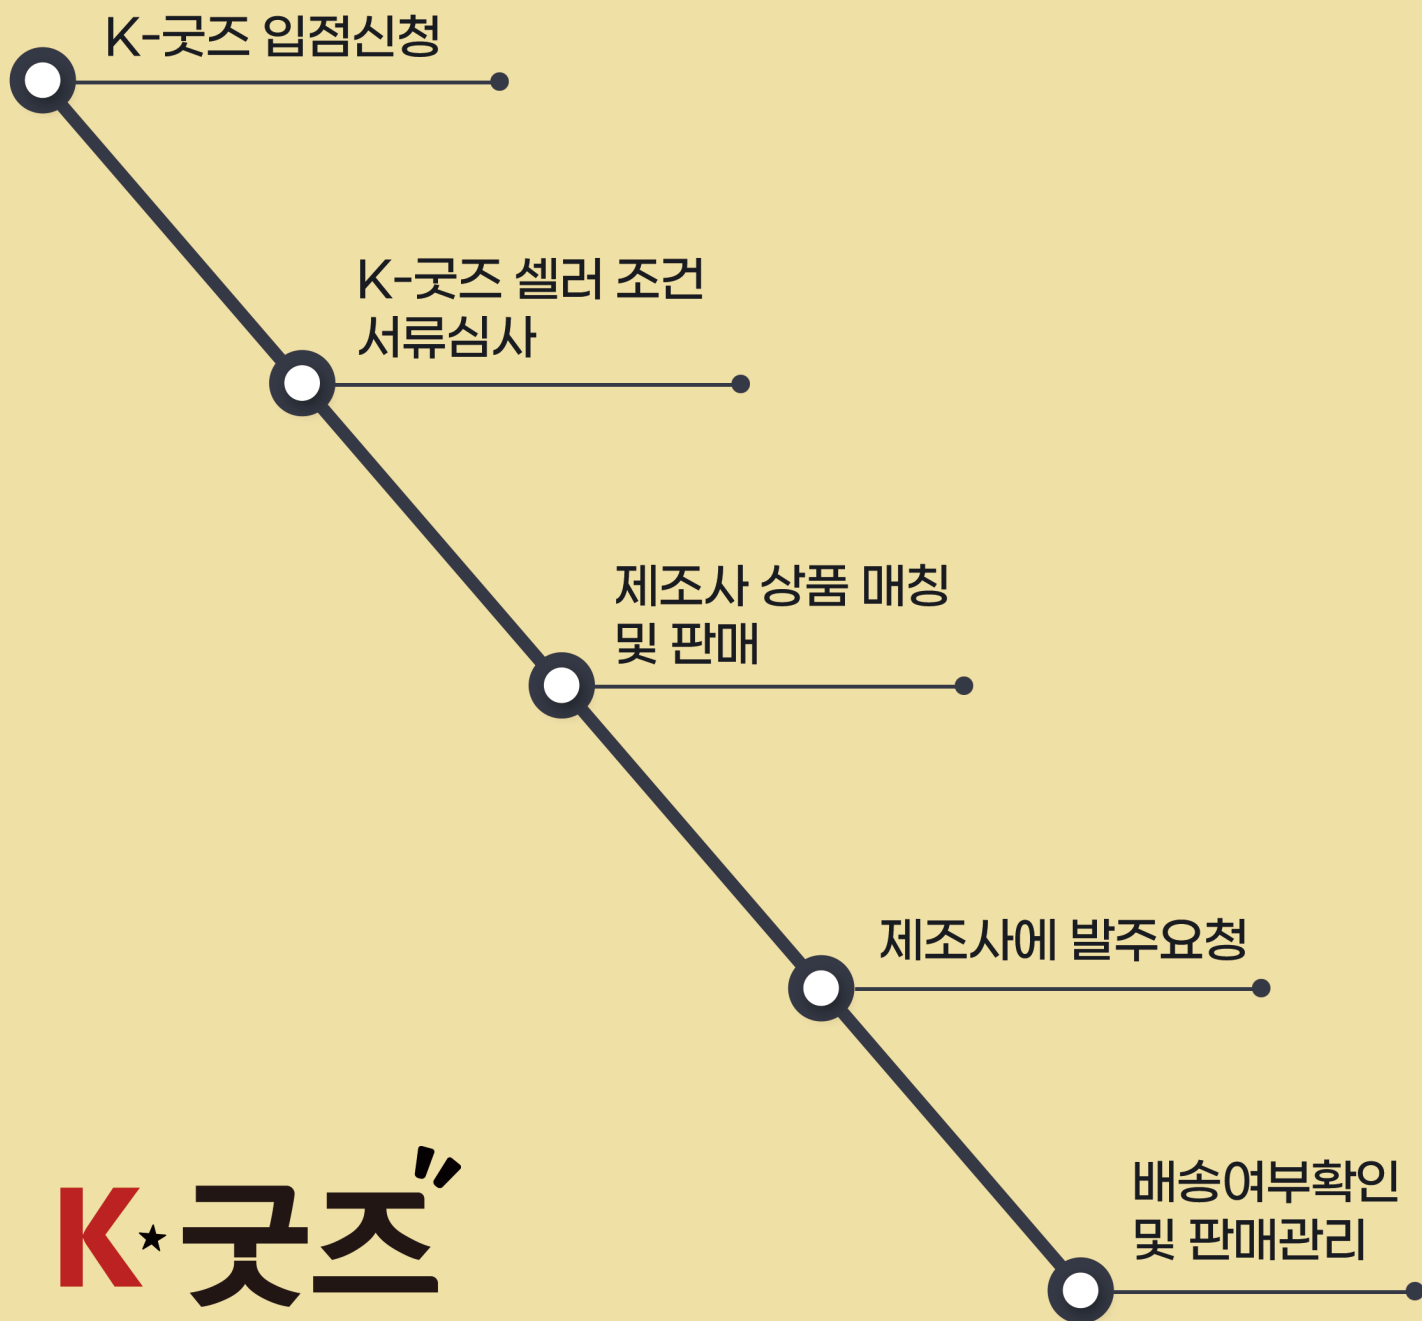 K-굿즈 입점신청
K-굿즈 셀러 조건
서류심사
제조사 상품 매칭
및 판매
제조사에 발주요청
배송여부확인
및 판매관리
K★굿즈